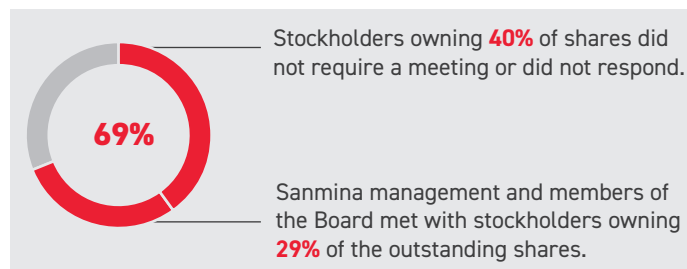 Stockholders owning 40% of shares did
not require a meeting or did not respond.
69%
Sanmina management and members of
the Board met with stockholders owning
29% of the outstanding shares.